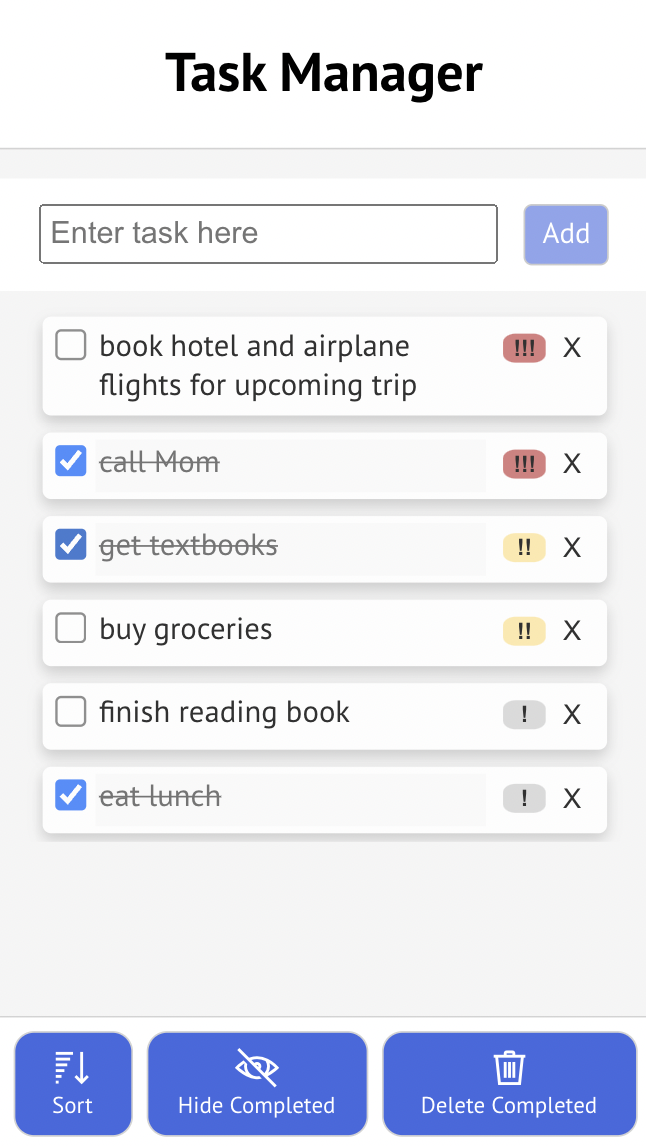 Task Manager
Enter task here
Add
book hotel and airplane
flights for upcoming trip
!!!
X
call Mom
!!!
X
get textbooks
!!
X
buy groceries
!!
X
finish reading book
!
X
eat lunch
!
X
Sort
Hide Completed
Delete Completed